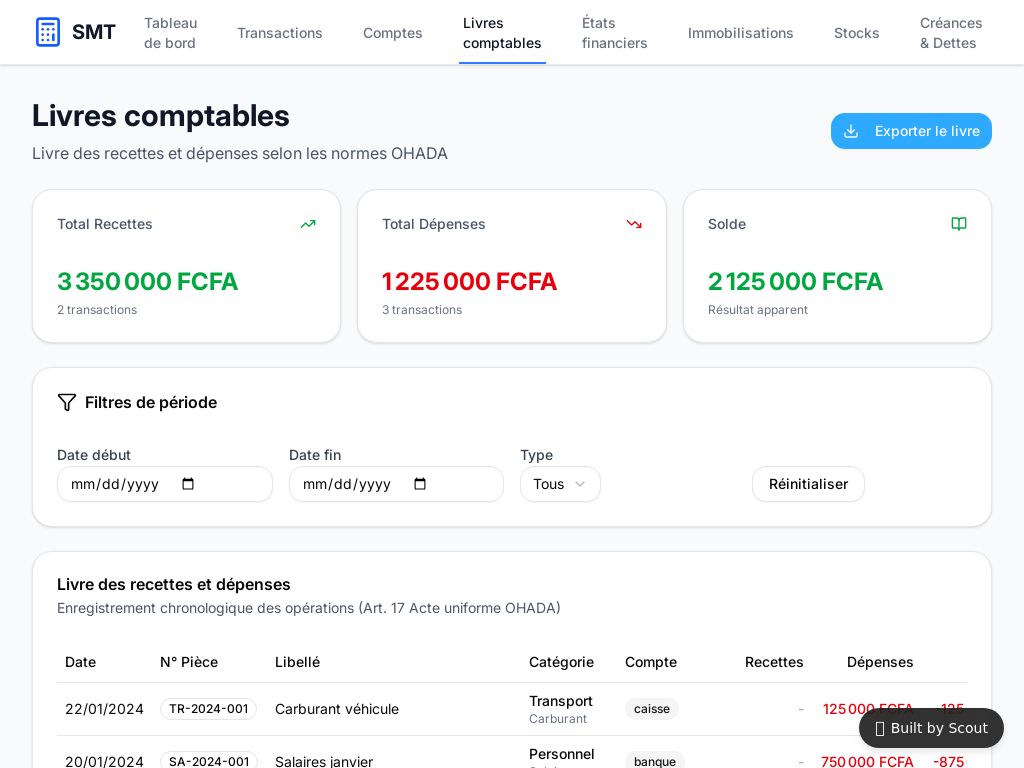 SMT
Tableau
de bord
Transactions
Comptes
Livres
comptables
États
financiers
Immobilisations
Stocks
Créances
& Dettes
Livres comptables
Livre des recettes et dépenses selon les normes OHADA
Exporter le livre
Total Recettes
3 350 000 FCFA
2 transactions
Total Dépenses
1 225 000 FCFA
3 transactions
Solde
2 125 000 FCFA
Résultat apparent
Filtres de période
Date début
mm/dd/yyyy
Date fin
mm/dd/yyyy
Type
Tous
Réinitialiser
Livre des recettes et dépenses
Enregistrement chronologique des opérations (Art. 17 Acte uniforme OHADA)
Date N° Pièce Libellé Catégorie Compte Recettes Dépenses
22/01/2024 TR-2024-001 Carburant véhicule Transport caisse - 125 000 FCFA -125
Carburant
20/01/2024 SA-2024-001 Salaires janvier Personnel banque - 750 000 FCFA -875
Built by Scout